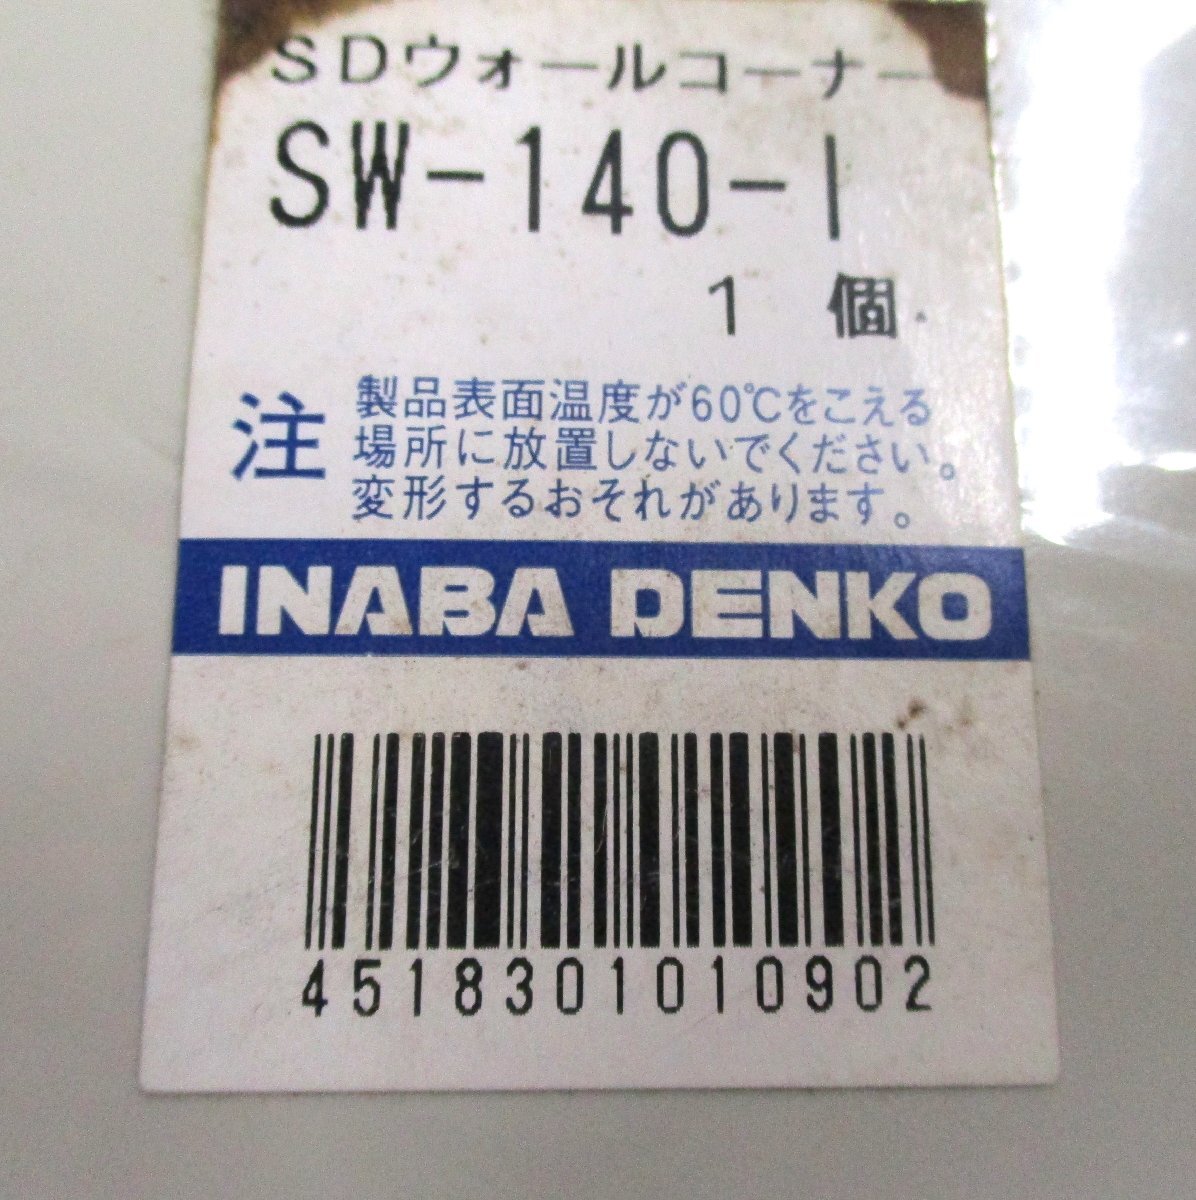 SDウォールコーナー
SW-140-I
1 個
注 製品表面温度が60℃をこえる
場所に放置しないでください。
変形するおそれがあります。
INABA DENKO
4518301010902